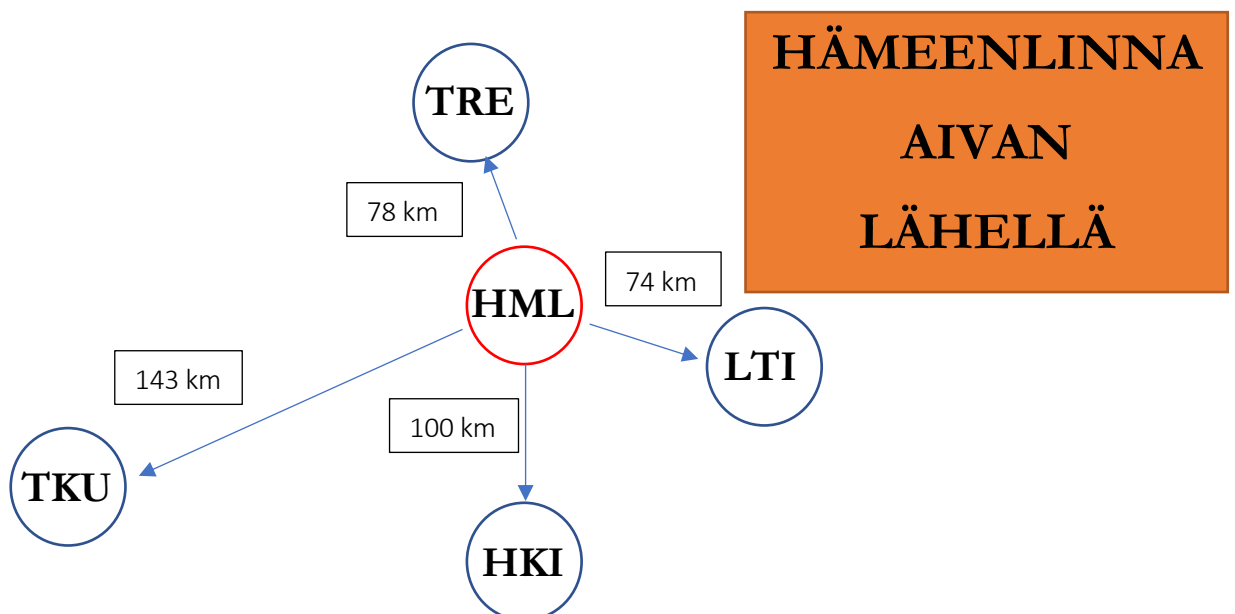 HÄMEENLINNA
AIVAN
LÄHELLÄ
TRE
78 km
HML
74 km
LTI
143 km
100 km
TKU
HKI